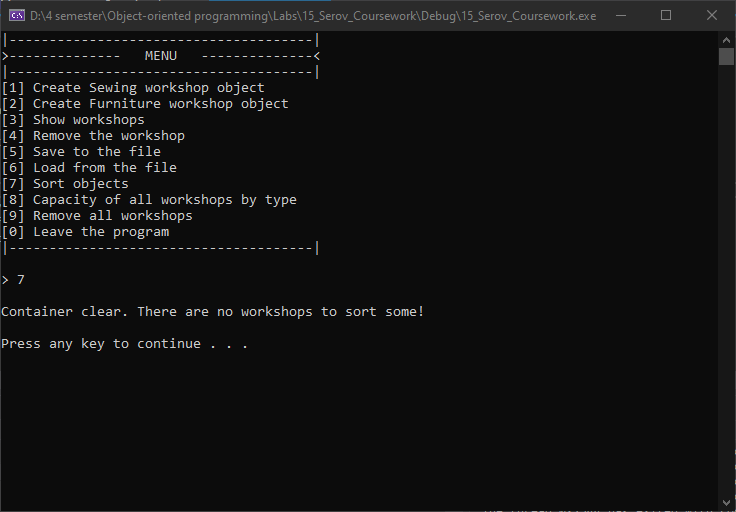 D:\4 semester\Object-oriented programming\Labs\15_Serov_Coursework\Debug\15_Serov_Coursework.exe
|--------------------------------------|
>--------------   MENU   --------------<
|--------------------------------------|
[1] Create Sewing workshop object
[2] Create Furniture workshop object
[3] Show workshops
[4] Remove the workshop
[5] Save to the file
[6] Load from the file
[7] Sort objects
[8] Capacity of all workshops by type
[9] Remove all workshops
[0] Leave the program
|--------------------------------------|
> 7
Container clear. There are no workshops to sort some!
Press any key to continue . . .